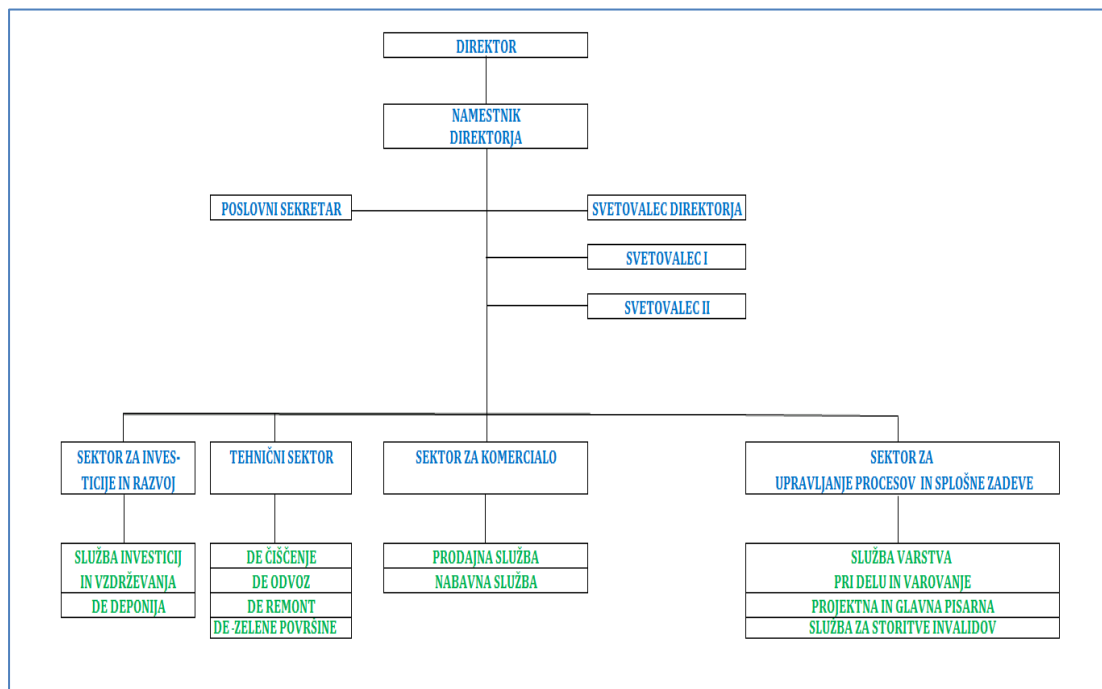 DIREKTOR
NAMESTNIK
DIREKTORJA
POSLOVNI SEKRETAR
SVETOVALEC DIREKTORJA
SVETOVALEC I
SVETOVALEC II
SEKTOR ZA INVES-
TICIJE IN RAZVOJ
TEHNIČNI SEKTOR
SEKTOR ZA KOMERCIALO
SEKTOR ZA
UPRAVLJANJE PROCESOV IN SPLOŠNE ZADEVE
SLUŽBA INVESTICIJ
IN VZDRŽEVANJA
DE DEPONIJA
DE ČIŠČENJE
DE ODVOZ
DE REMONT
DE -ZELENE POVRŠINE
PRODAJNA SLUŽBA
NABAVNA SLUŽBA
SLUŽBA VARSTVA
PRI DELU IN VAROVANJE
PROJEKTNA IN GLAVNA PISARNA
SLUŽBA ZA STORITVE INVALIDOV